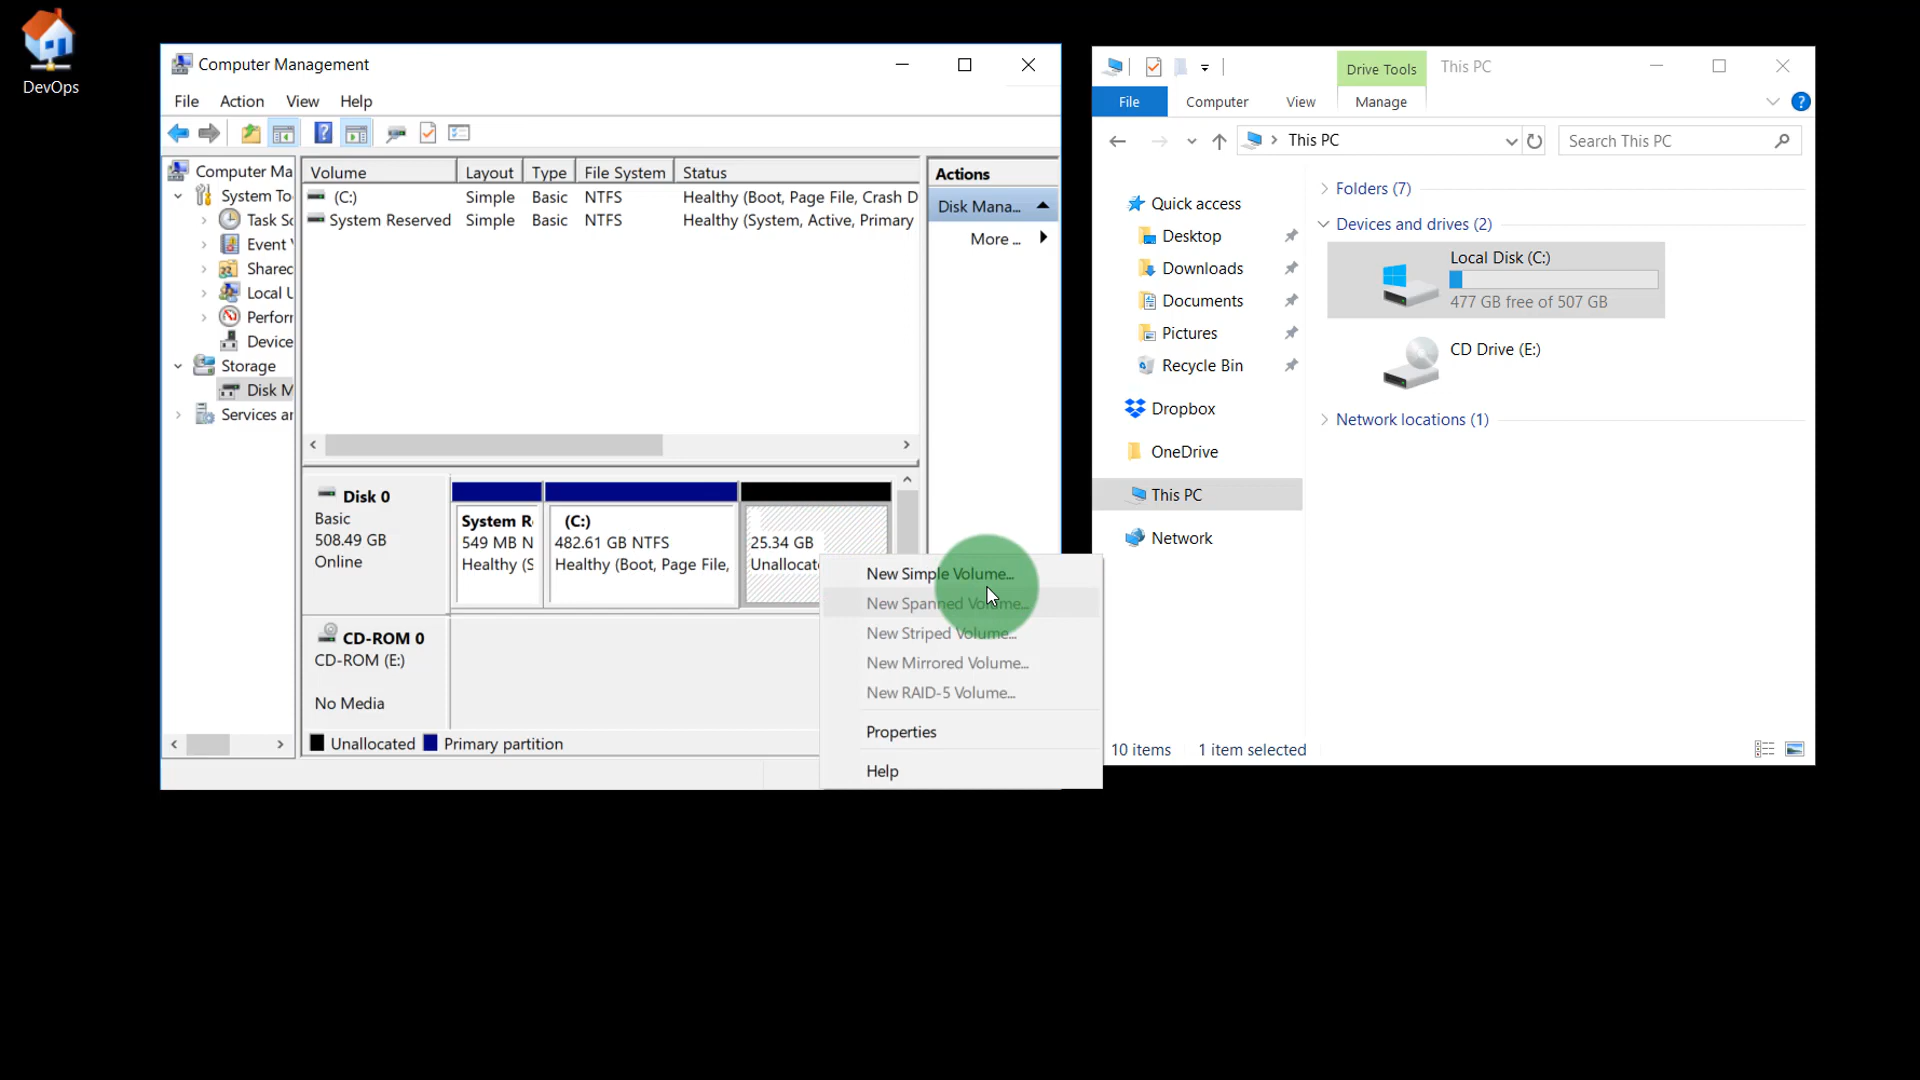 DevOps
Computer Management
File Action View Help
Computer Ma
System To
Task Sc
Event
Sharec
Local U
Perfor
Device
Storage
Disk M
Services ar
Volume Layout Type File System Status
(C:) Simple Basic NTFS Healthy (Boot, Page File, Crash D
System Reserved Simple Basic NTFS Healthy (System, Active, Primary
Actions
Disk Mana...
More ...
Disk 0
Basic
508.49 GB
Online
System R
549 MB N
Healthy (S
(C:)
482.61 GB NTFS
Healthy (Boot, Page File,
25.34 GB
Unallocat
CD-ROM 0
CD-ROM (E:)
No Media
Unallocated Primary partition
New Simple Volume...
New Spanned Volume...
New Striped Volume...
New Mirrored Volume...
New RAID-5 Volume...
Properties
Help
Drive Tools This PC
File Computer View Manage
This PC
Search This PC
Quick access
Desktop
Downloads
Documents
Pictures
Recycle Bin
Dropbox
OneDrive
This PC
Network
Folders (7)
Devices and drives (2)
Local Disk (C:)
477 GB free of 507 GB
CD Drive (E:)
Network locations (1)
10 items 1 item selected